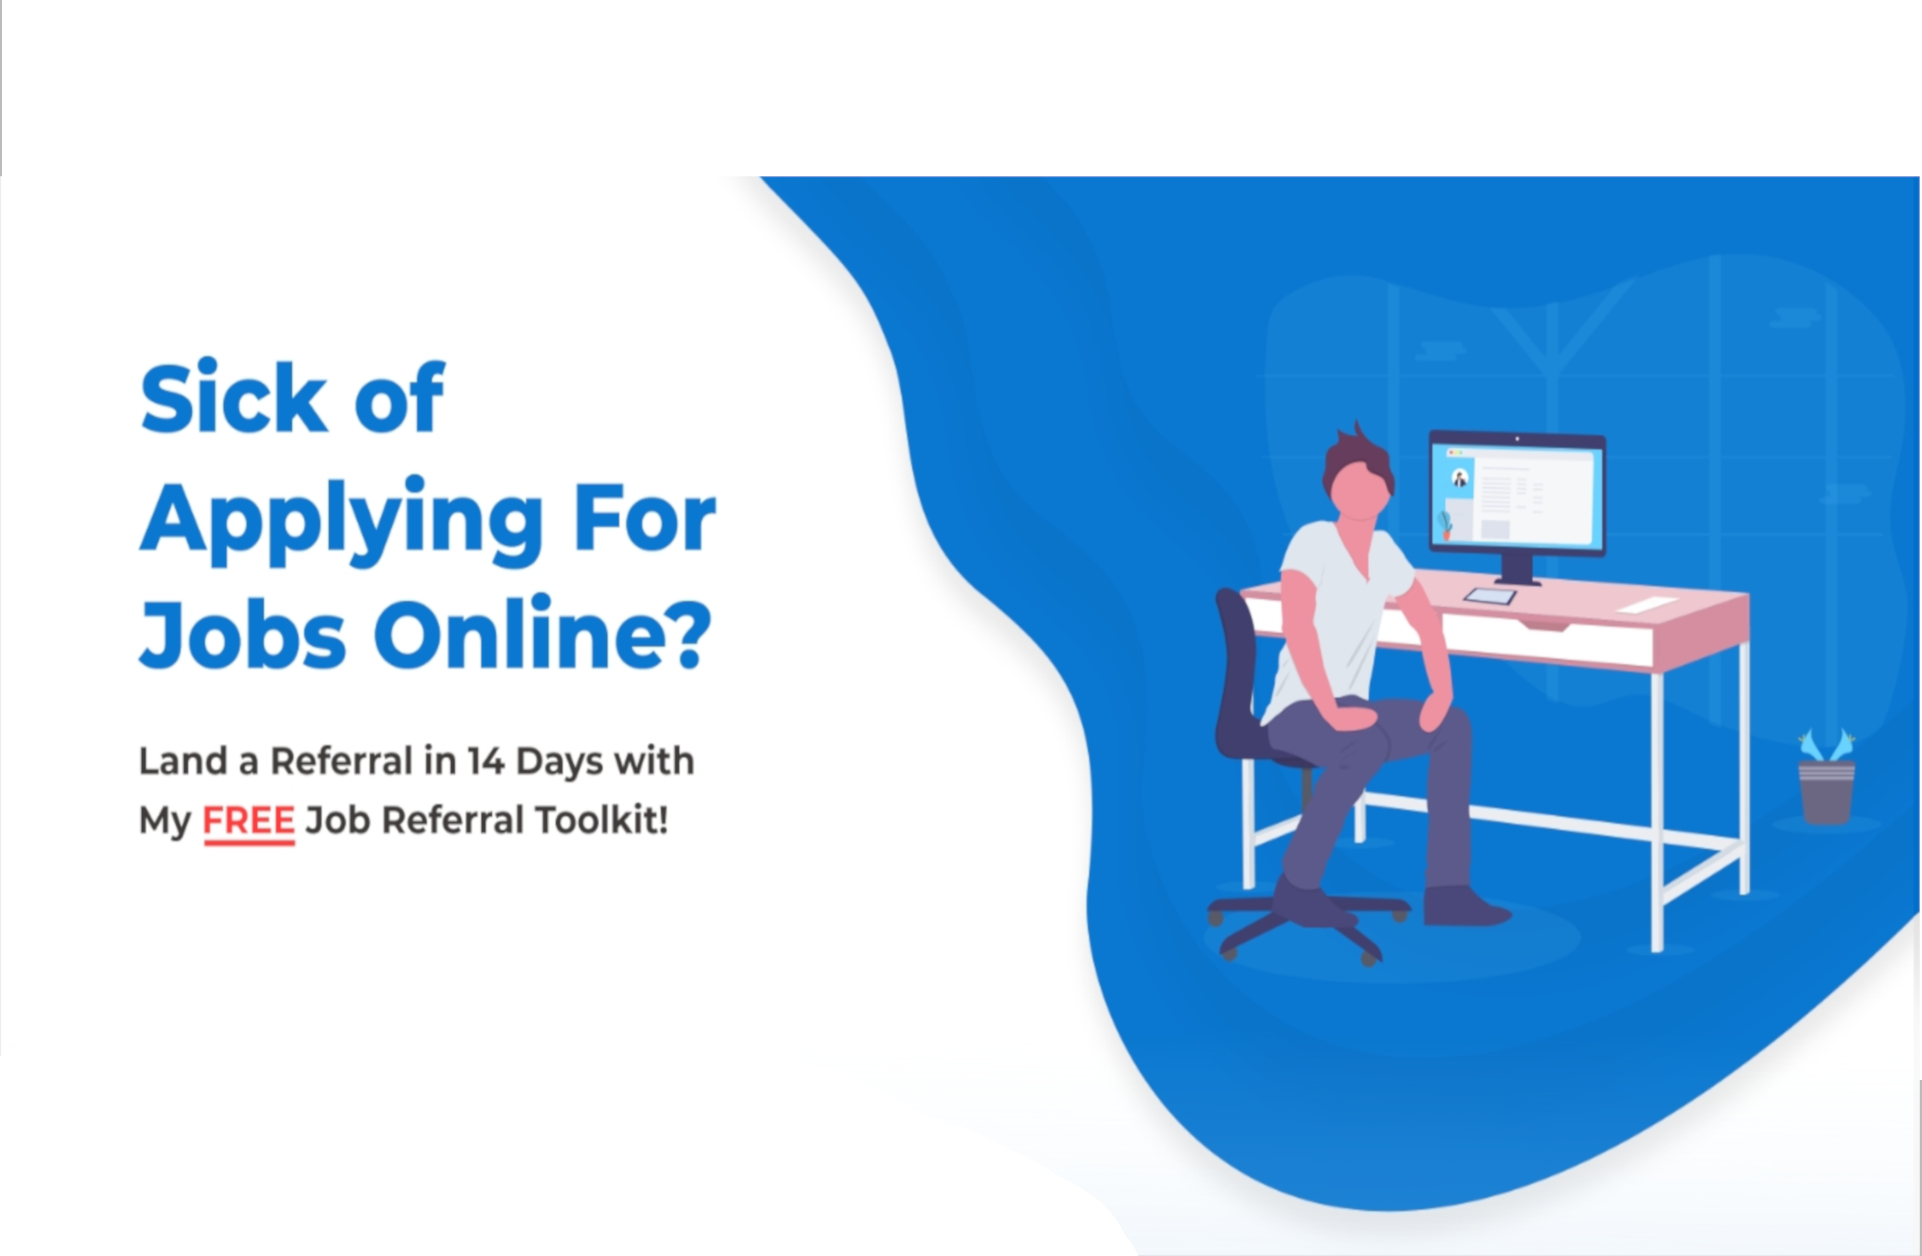 Sick of
Applying For
Jobs Online?
Land a Referral in 14 Days with
My FREE Job Referral Toolkit!